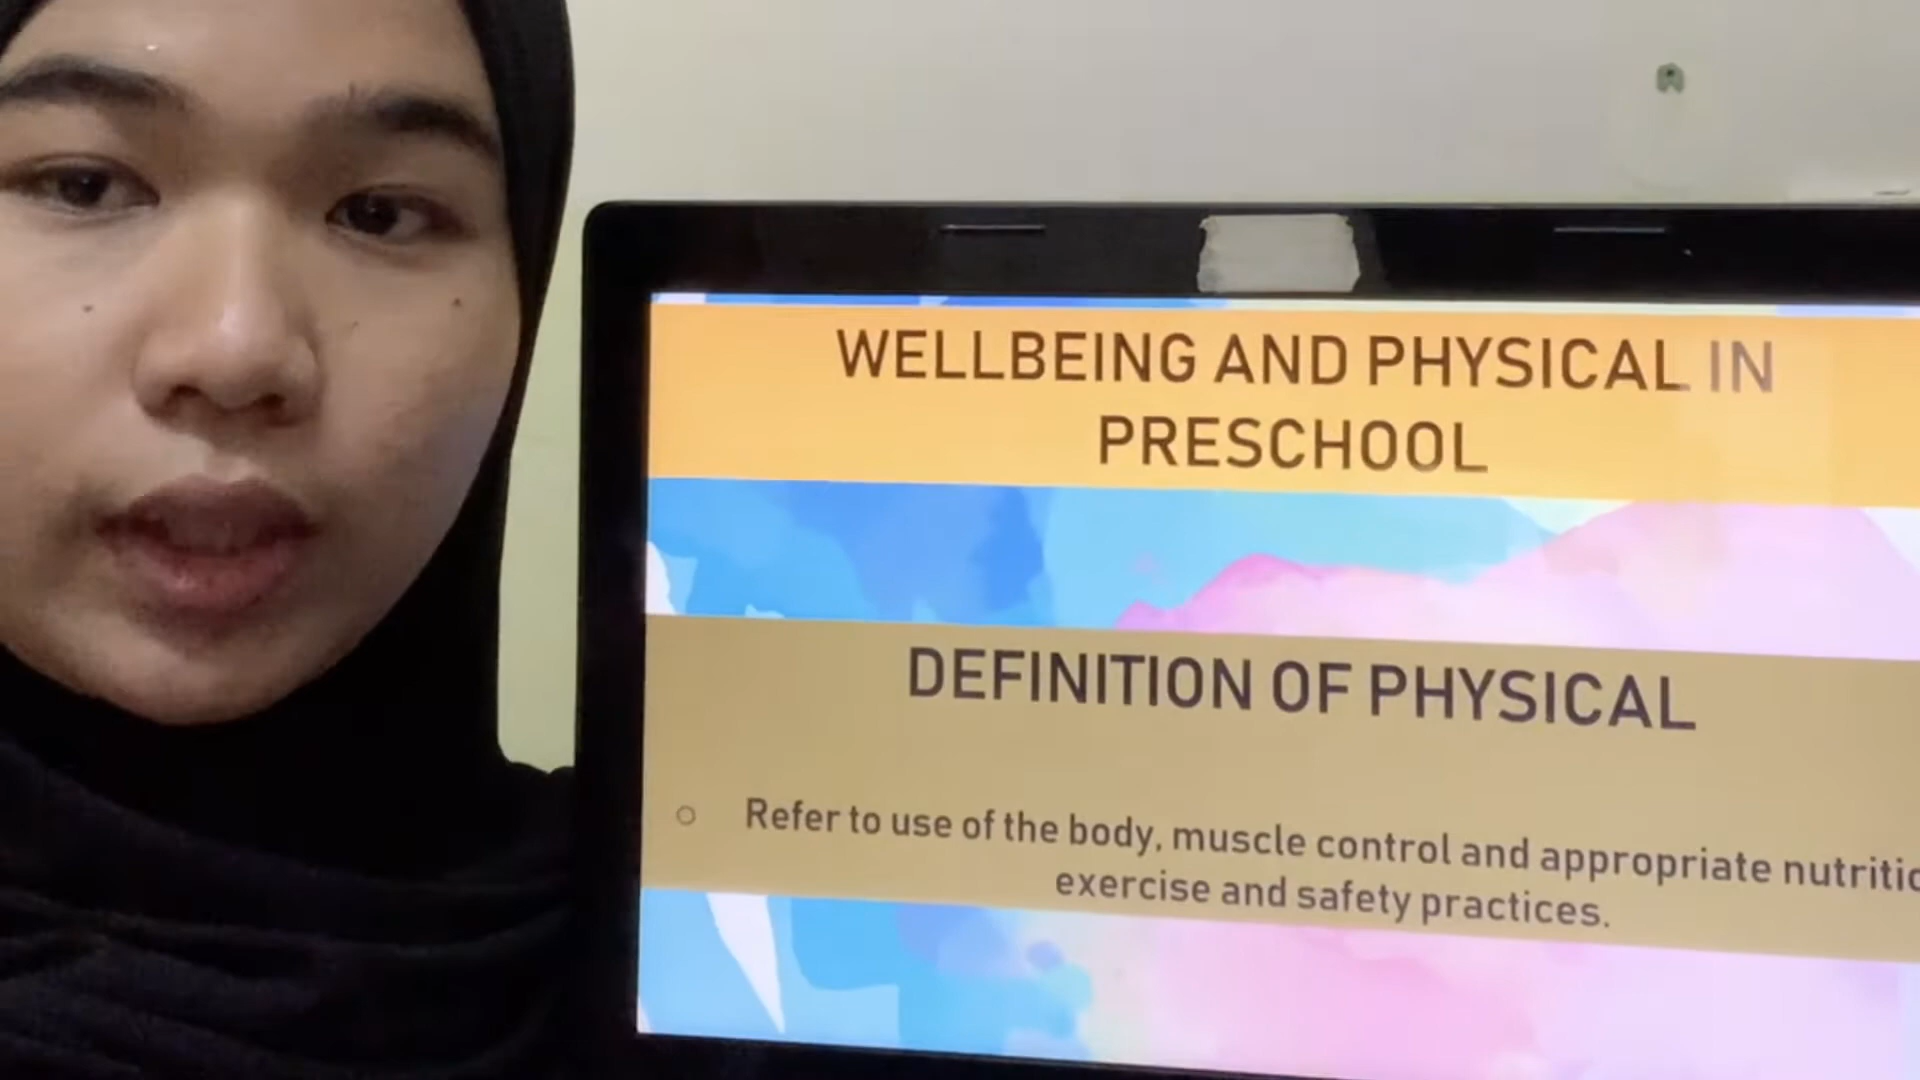 WELLBEING AND PHYSICAL IN
PRESCHOOL
DEFINITION OF PHYSICAL
Refer to use of the body, muscle control and appropriate
exercise and safety practices.